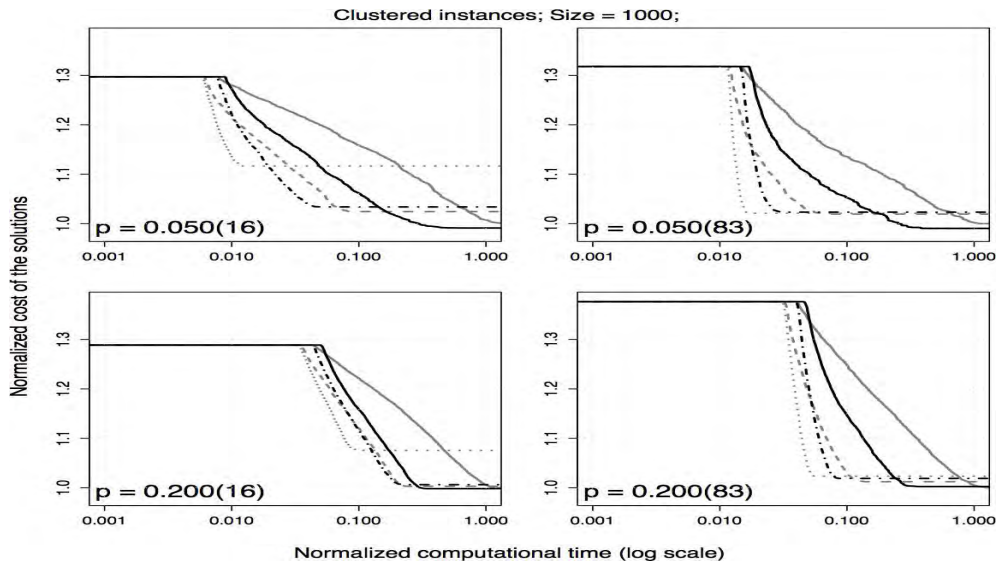 Clustered instances; Size = 1000;
Normalized cost of the solutions
1.3
1.2
1.1
1.0
p = 0.050(16)
0.001 0.010 0.100 1.000
1.3
1.2
1.1
1.0
p = 0.050(83)
0.001 0.010 0.100 1.000
1.3
1.2
1.1
1.0
p = 0.200(16)
0.001 0.010 0.100 1.000
1.3
1.2
1.1
1.0
p = 0.200(83)
0.001 0.010 0.100 1.000
Normalized computational time (log scale)